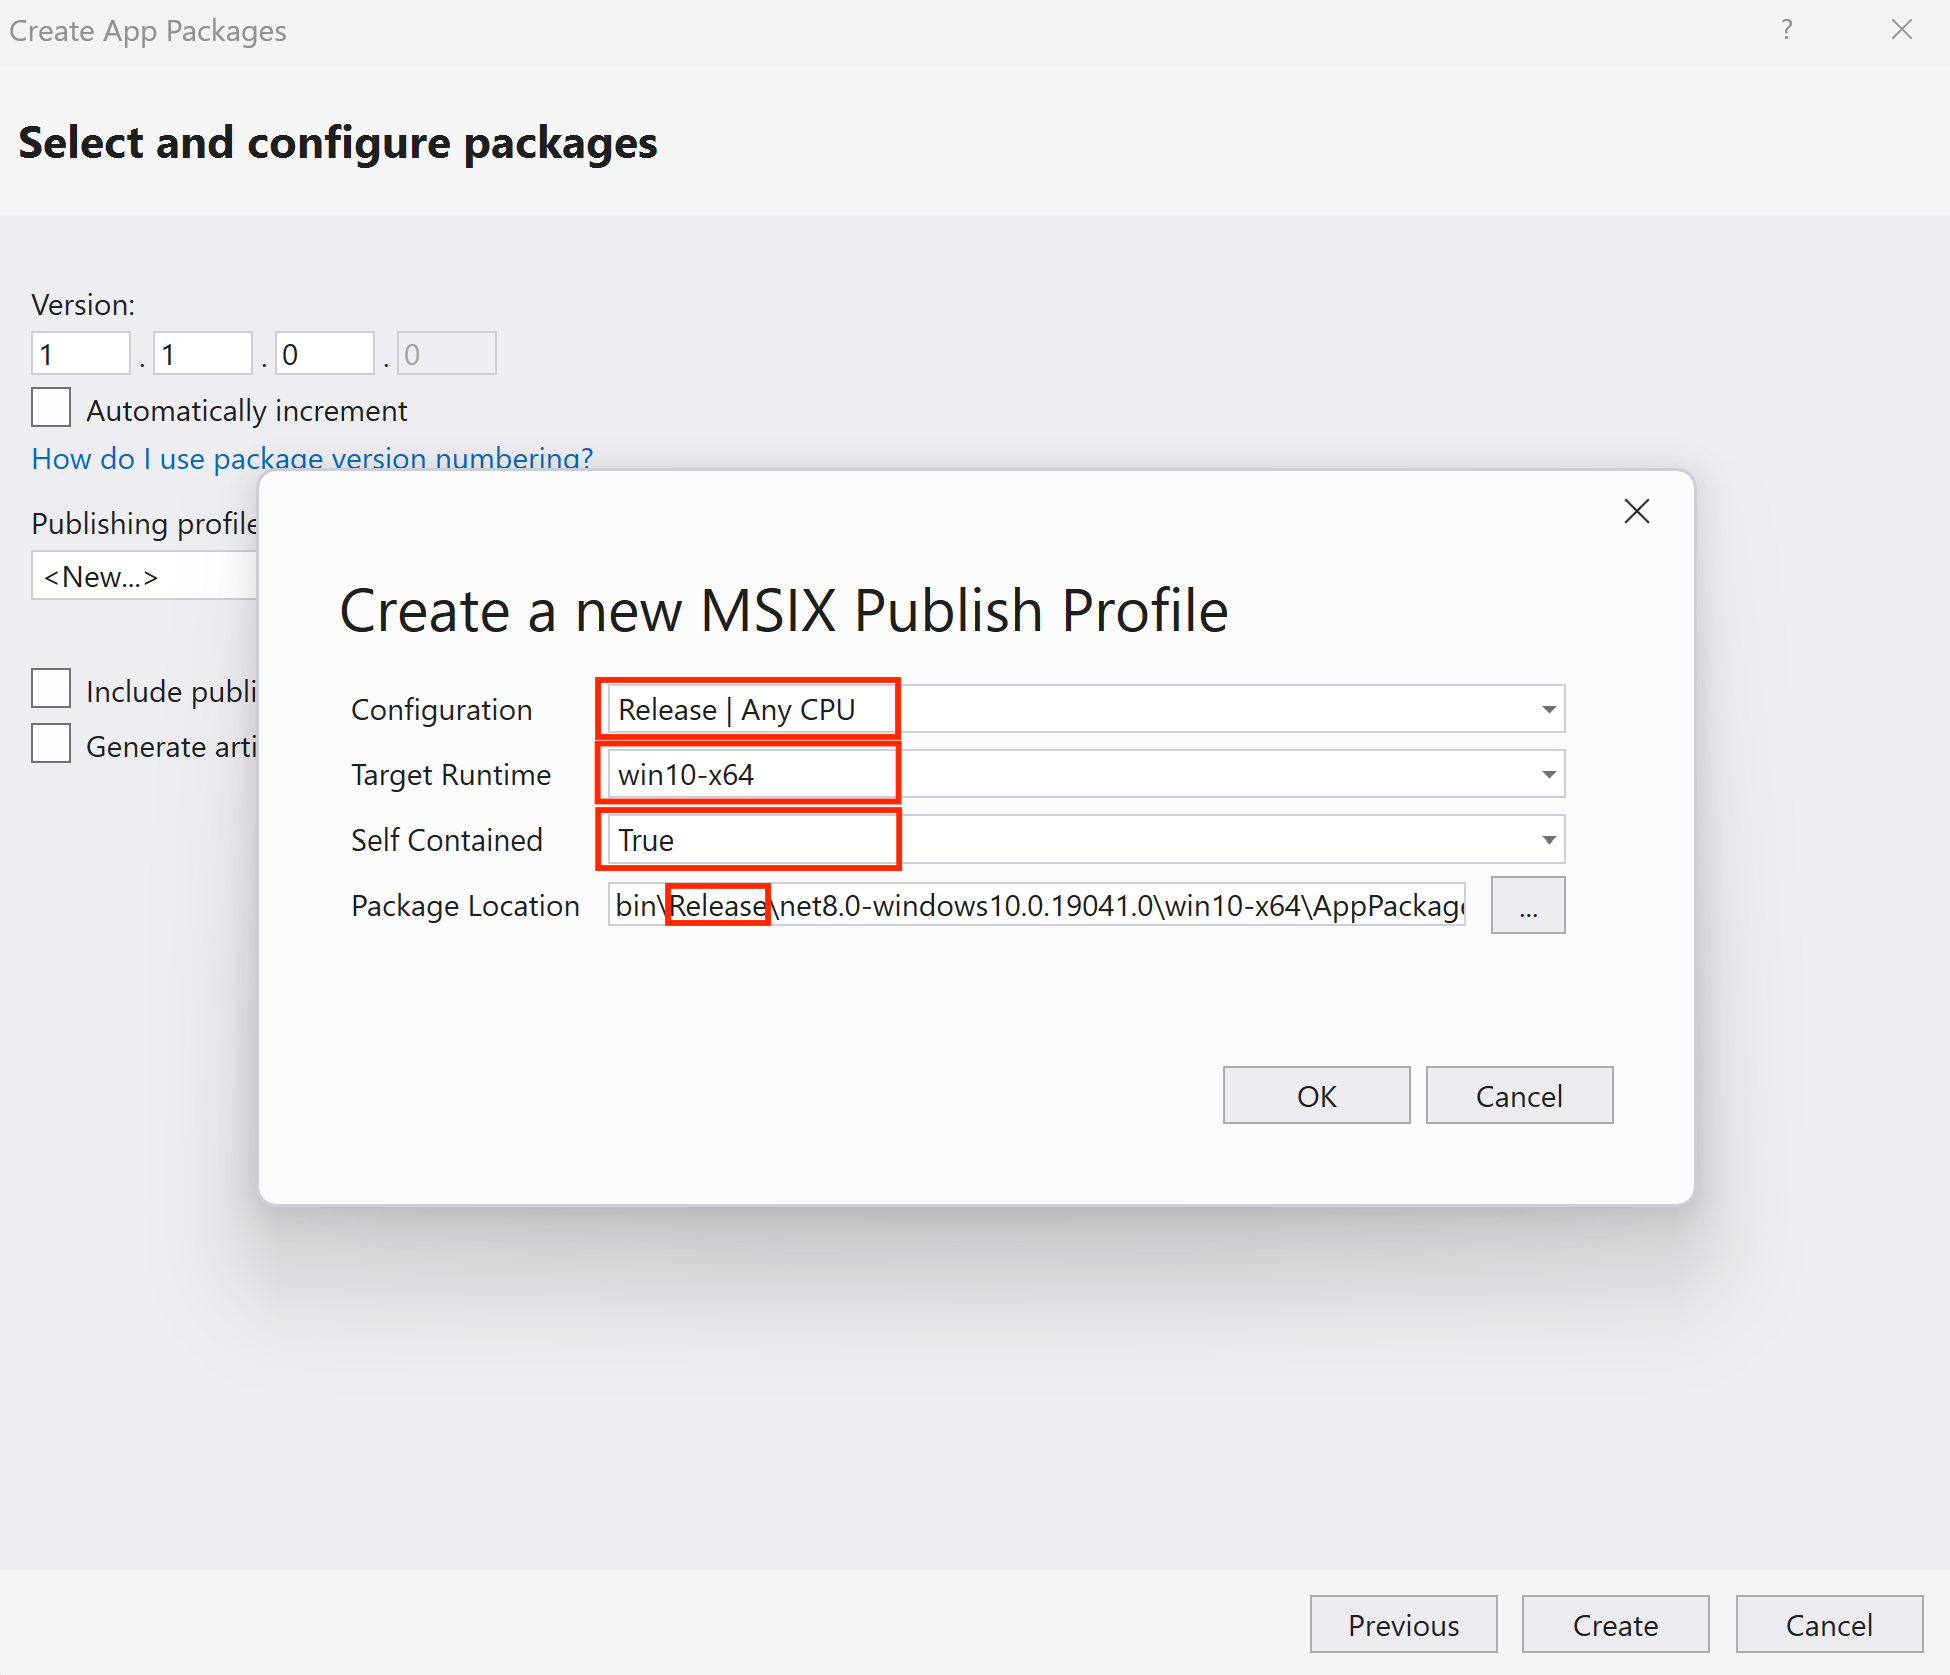 Create App Packages ?
Select and configure packages
Version:
1 . 1 . 0 . 0
Automatically increment
How do I use package version numbering?
Publishing profile
<New...>
Include publi
Generate arti
Create a new MSIX Publish Profile
Configuration Release | Any CPU
Target Runtime win10-x64
Self Contained True
Package Location bin\Release\net8.0-windows10.0.19041.0\win10-x64\AppPackage ...
OK Cancel
Previous Create Cancel